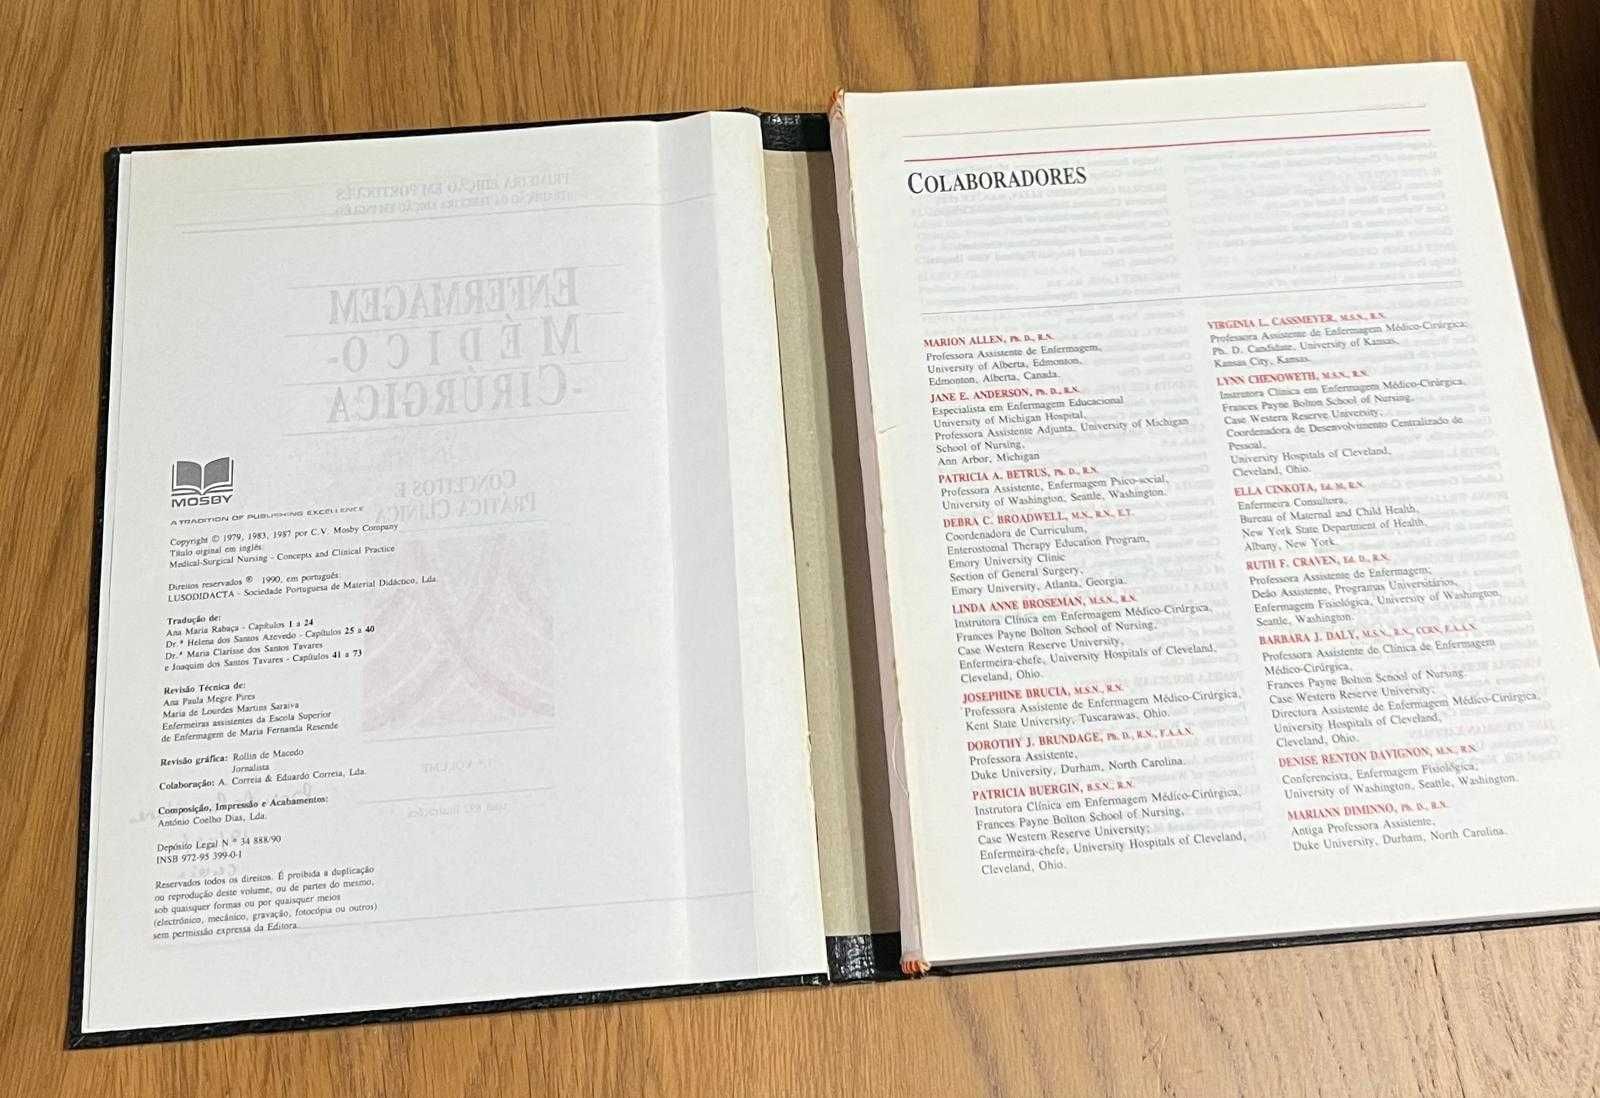 MOSBY
A TRADITION OF PUBLISHING EXCELLENCE
Copyright © 1979, 1983, 1987 por C.V. Mosby Company
Título original em inglês:
Medical-Surgical Nursing - Concepts and Clinical Practice
Direitos reservados ® 1990, em português:
LUSODIDACTA - Sociedade Portuguesa de Material Didáctico, Lda.
Tradução de:
Ana Maria Rabaça - Capítulos 1 a 24
Dr.ª Helena dos Santos Azevedo - Capítulos 25 a 40
Dr.ª Maria Clarisse dos Santos Tavares
e Joaquim dos Santos Tavares - Capítulos 41 a 73
Revisão Técnica de:
Ana Paula Megre Pires
Maria de Lourdes Martins Saraiva
Enfermeiras assistentes da Escola Superior
de Enfermagem de Maria Fernanda Resende
Revisão gráfica: Rollin de Macedo
Jornalista
Colaboração: A. Correia & Eduardo Correia, Lda.
Composição, Impressão e Acabamentos:
António Coelho Dias, Lda.
Depósito Legal N.º 34 888/90
INSB 972-95 399-0-1
Reservados todos os direitos. É proibida a duplicação
ou reprodução deste volume, ou de partes do mesmo,
sob quaisquer formas ou por quaisquer meios
(electrónico, mecânico, gravação, fotocópia ou outros)
sem permissão expressa da Editora.
PRIMEIRA EDIÇÃO EM PORTUGUÊS
TRADUÇÃO DA TERCEIRA EDIÇÃO EM INGLÊS
ENFERMAGEM
MÉDICO-
-CIRÚRGICA
CONCEITOS E
PRÁTICA CLÍNICA
COLABORADORES
MARION ALLEN, Ph. D., R.N.
Professora Assistente de Enfermagem,
University of Alberta, Edmonton,
Edmonton, Alberta, Canada.
JANE E. ANDERSON, Ph. D., R.N.
Especialista em Enfermagem Educacional
University of Michigan Hospital,
Professora Assistente Adjunta, University of Michigan
School of Nursing,
Ann Arbor, Michigan
PATRICIA A. BETRUS, Ph. D., R.N.
Professora Assistente, Enfermagem Psico-social,
University of Washington, Seattle, Washington.
DEBRA C. BROADWELL, M.N., R.N., E.T.
Coordenadora de Curriculum,
Enterostomal Therapy Education Program,
Emory University Clinic
Section of General Surgery,
Emory University, Atlanta, Georgia.
LINDA ANNE BROSEMAN, M.S.N., R.N.
Instrutora Clínica em Enfermagem Médico-Cirúrgica,
Frances Payne Bolton School of Nursing,
Case Western Reserve University,
Enfermeira-chefe, University Hospitals of Cleveland,
Cleveland, Ohio.
JOSEPHINE BRUCIA, M.S.N., R.N.
Professora Assistente de Enfermagem Médico-Cirúrgica,
Kent State University, Tuscarawas, Ohio.
DOROTHY J. BRUNDAGE, Ph. D., R.N., F.A.A.N.
Professora Assistente,
Duke University, Durham, North Carolina.
PATRICIA BUERGIN, B.S.N., R.N.
Instrutora Clínica em Enfermagem Médico-Cirúrgica,
Frances Payne Bolton School of Nursing,
Case Western Reserve University;
Enfermeira-chefe, University Hospitals of Cleveland,
Cleveland, Ohio.
VIRGINIA L. CASSMEYER, M.S.N., R.N.
Professora Assistente de Enfermagem Médico-Cirúrgica;
Ph. D. Candidate, University of Kansas,
Kansas City, Kansas.
LYNN CHENOWETH, M.S.N., R.N.
Instrutora Clínica em Enfermagem Médico-Cirúrgica,
Frances Payne Bolton School of Nursing,
Case Western Reserve University;
Coordenadora de Desenvolvimento Centralizado de
Pessoal,
University Hospitals of Cleveland,
Cleveland, Ohio.
ELLA CINKOTA, Ed. M, R.N.
Enfermeira Consultora,
Bureau of Maternal and Child Health,
New York State Department of Health,
Albany, New York.
RUTH F. CRAVEN, Ed. D., R.N.
Professora Assistente de Enfermagem;
Deão Assistente, Programas Universitários,
Enfermagem Fisiológica, University of Washington,
Seattle, Washington.
BARBARA J. DALY, M.S.N., R.N., CCRN, F.A.A.N.
Professora Assistente de Clínica de Enfermagem
Médico-Cirúrgica,
Frances Payne Bolton School of Nursing.
Case Western Reserve University;
Directora Assistente de Enfermagem Médico-Cirúrgica,
University Hospitals of Cleveland,
Cleveland, Ohio.
DENISE RENTON DAVIGNON, M.N., R.N.
Conferencista, Enfermagem Fisiológica,
University of Washington, Seattle, Washington.
MARIANN DIMINNO, Ph. D., R.N.
Antiga Professora Assistente,
Duke University, Durham, North Carolina.